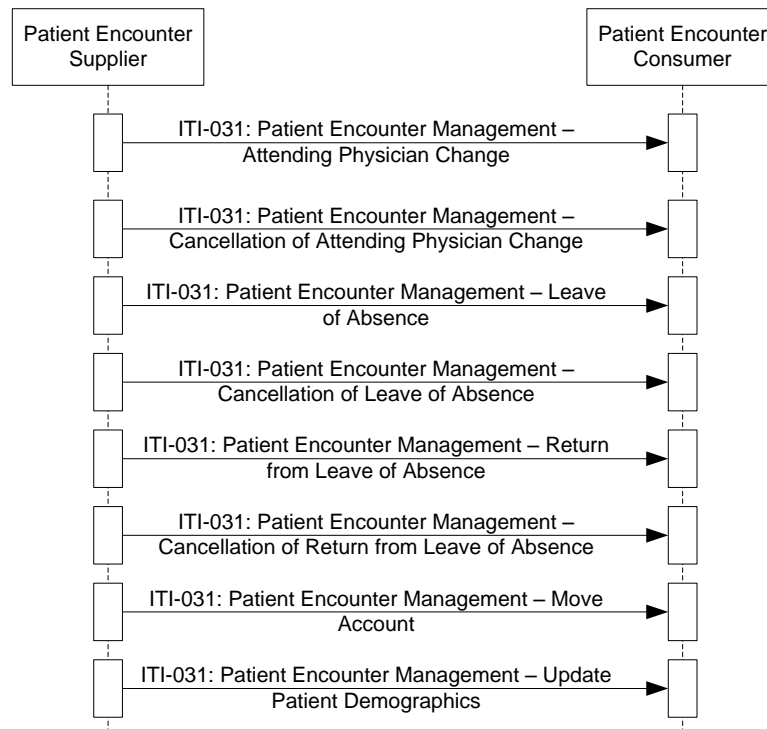 Patient Encounter
Supplier
Patient Encounter
Consumer
ITI-031: Patient Encounter Management –
Attending Physician Change
ITI-031: Patient Encounter Management –
Cancellation of Attending Physician Change
ITI-031: Patient Encounter Management – Leave
of Absence
ITI-031: Patient Encounter Management –
Cancellation of Leave of Absence
ITI-031: Patient Encounter Management – Return
from Leave of Absence
ITI-031: Patient Encounter Management –
Cancellation of Return from Leave of Absence
ITI-031: Patient Encounter Management – Move
Account
ITI-031: Patient Encounter Management – Update
Patient Demographics